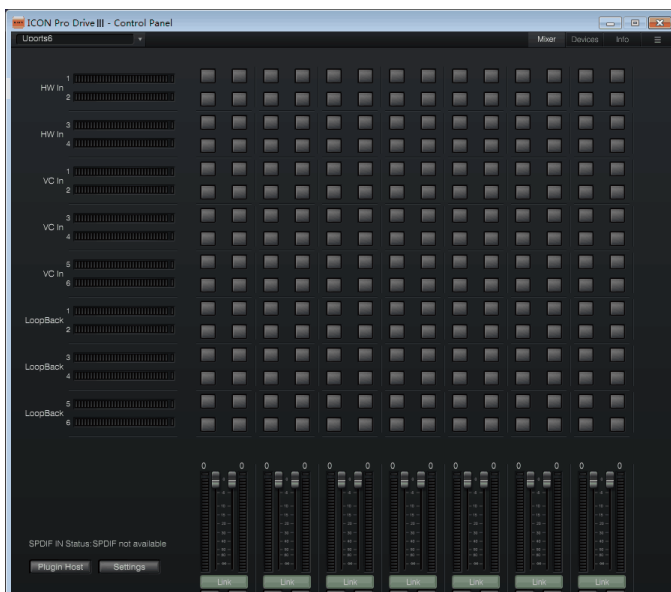 ICON Pro Drive III - Control Panel
Uports6 Mixer Devices Info
1
HW In
2
3
HW In
4
1
VC In
2
3
VC In
4
5
VC In
6
1
LoopBack
2
3
LoopBack
4
5
LoopBack
6
0 0 0 0 0 0 0 0 0 0 0 0 0 0
SPDIF IN Status: SPDIF not available
Plugin Host Settings
Link Link Link Link Link Link Link